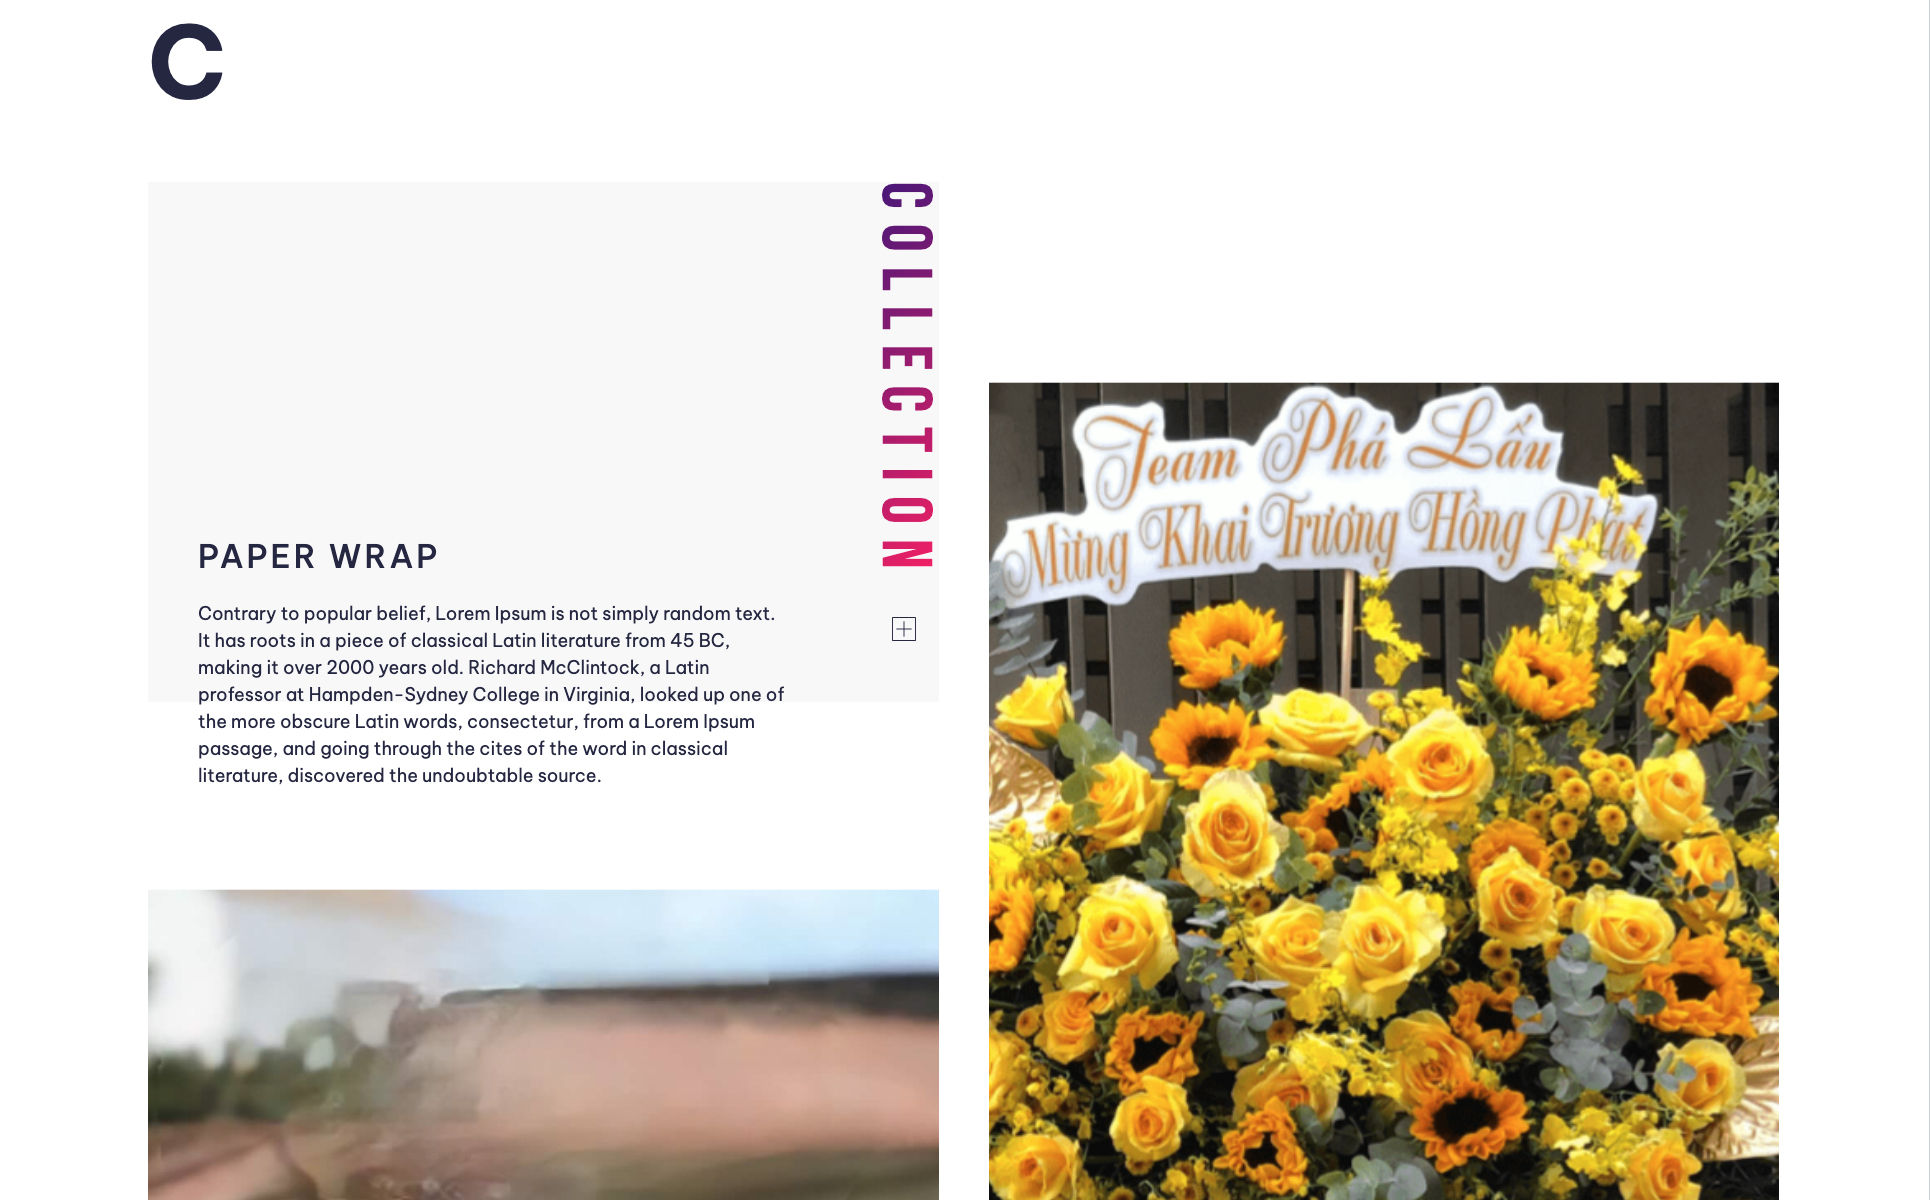 C
COLLECTION
PAPER WRAP
Contrary to popular belief, Lorem Ipsum is not simply random text.
It has roots in a piece of classical Latin literature from 45 BC,
making it over 2000 years old. Richard McClintock, a Latin
professor at Hampden-Sydney College in Virginia, looked up one of
the more obscure Latin words, consectetur, from a Lorem Ipsum
passage, and going through the cites of the word in classical
literature, discovered the undoubtable source.
Team Phá Lấu
Mừng Khai Trương Hồng Phát